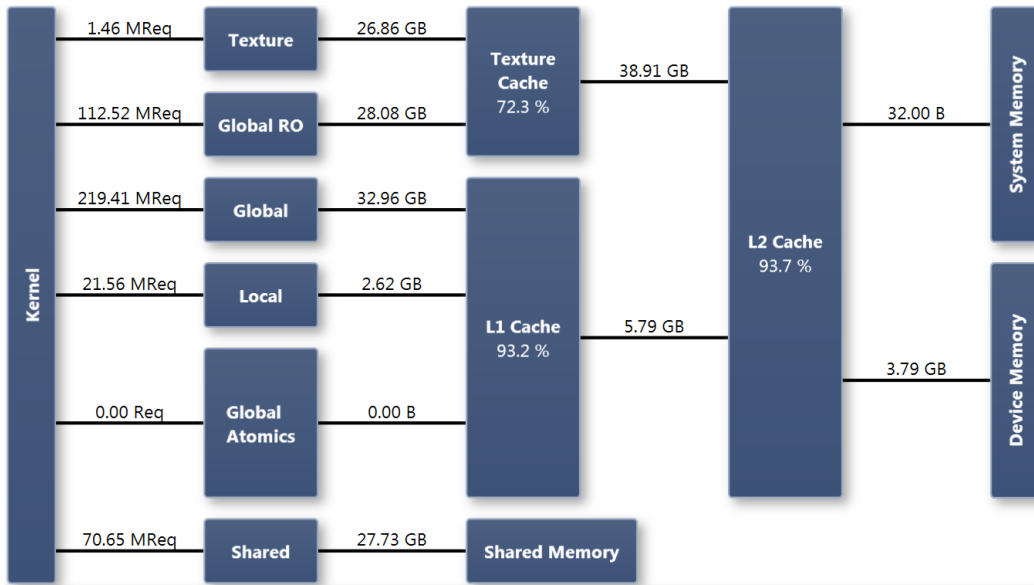 Kernel
1.46 MReq
Texture
26.86 GB
Texture
Cache
72.3 %
38.91 GB
112.52 MReq
Global RO
28.08 GB
219.41 MReq
Global
32.96 GB
21.56 MReq
Local
2.62 GB
L1 Cache
93.2 %
5.79 GB
0.00 Req
Global
Atomics
0.00 B
70.65 MReq
Shared
27.73 GB
Shared Memory
L2 Cache
93.7 %
32.00 B
System Memory
3.79 GB
Device Memory